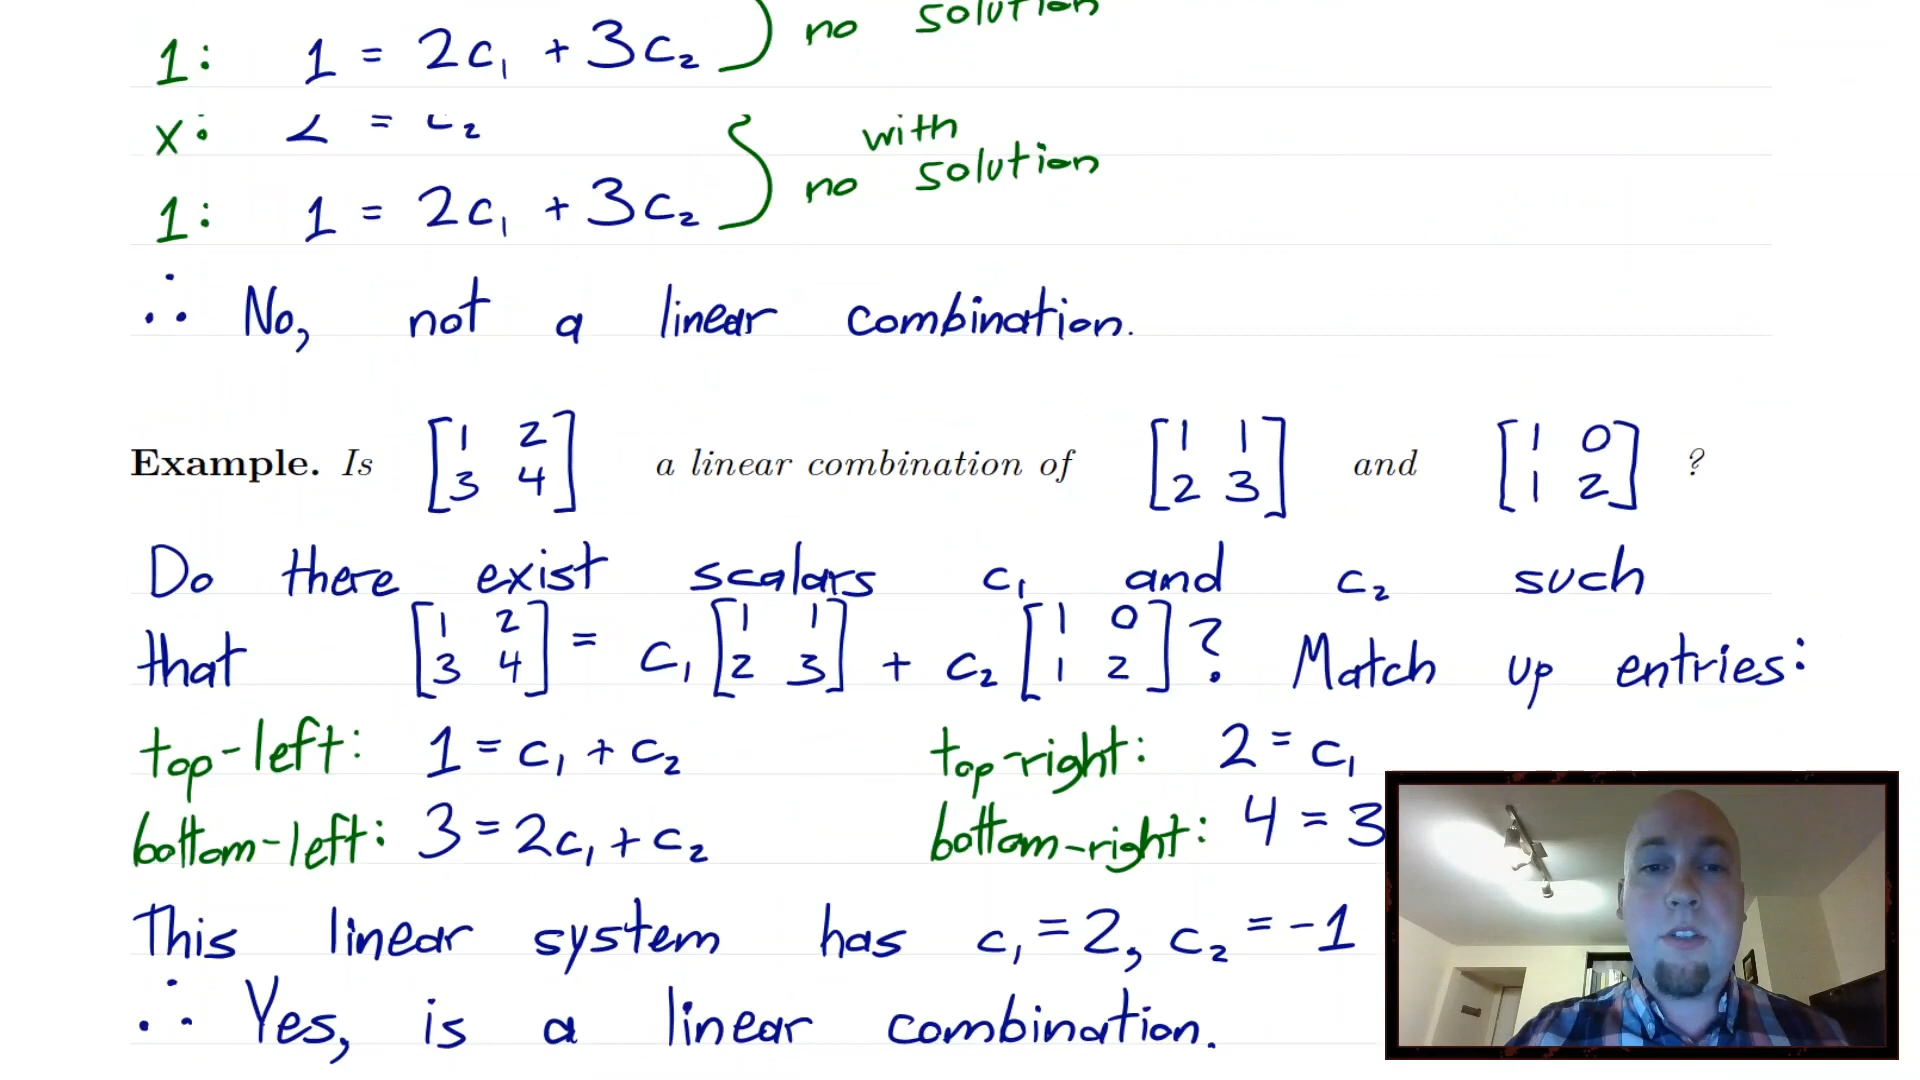 1: 1 = 2c₁ + 3c₂ no solution
x: = c₂ with
1: 1 = 2c₁ + 3c₂ no solution
∴ No, not a linear combination.
Example. Is [1 2; 3 4] a linear combination of [1 1; 2 3] and [1 0; 1 2] ?
Do there exist scalars c₁ and c₂ such
that [1 2; 3 4] = c₁ [1 1; 2 3] + c₂ [1 0; 1 2] ? Match up entries:
top-left: 1 = c₁ + c₂ top-right: 2 = c₁
bottom-left: 3 = 2c₁ + c₂ bottom-right: 4 = 3
This linear system has c₁ = 2, c₂ = -1
∴ Yes, is a linear combination.